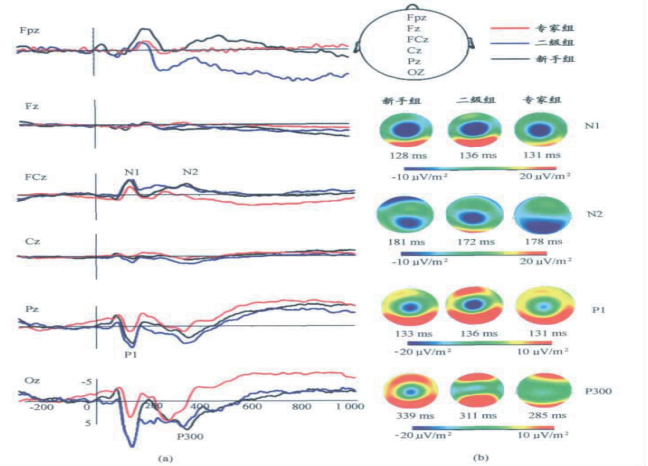 Fpz
Fz
FCz
N1
N2
Cz
Pz
P1
Oz
-5
0
5
-200
200
400
600
800
1 000
P300
(a)
Fpz
Fz
FCz
Cz
Pz
OZ
专家组
二级组
新手组
新手组 二级组 专家组
N1
128 ms 136 ms 131 ms
-10 μV/m² 20 μV/m²
N2
181 ms 172 ms 178 ms
-10 μV/m² 20 μV/m²
P1
133 ms 136 ms 131 ms
-20 μV/m² 10 μV/m²
P300
339 ms 311 ms 285 ms
-20 μV/m² 10 μV/m²
(b)